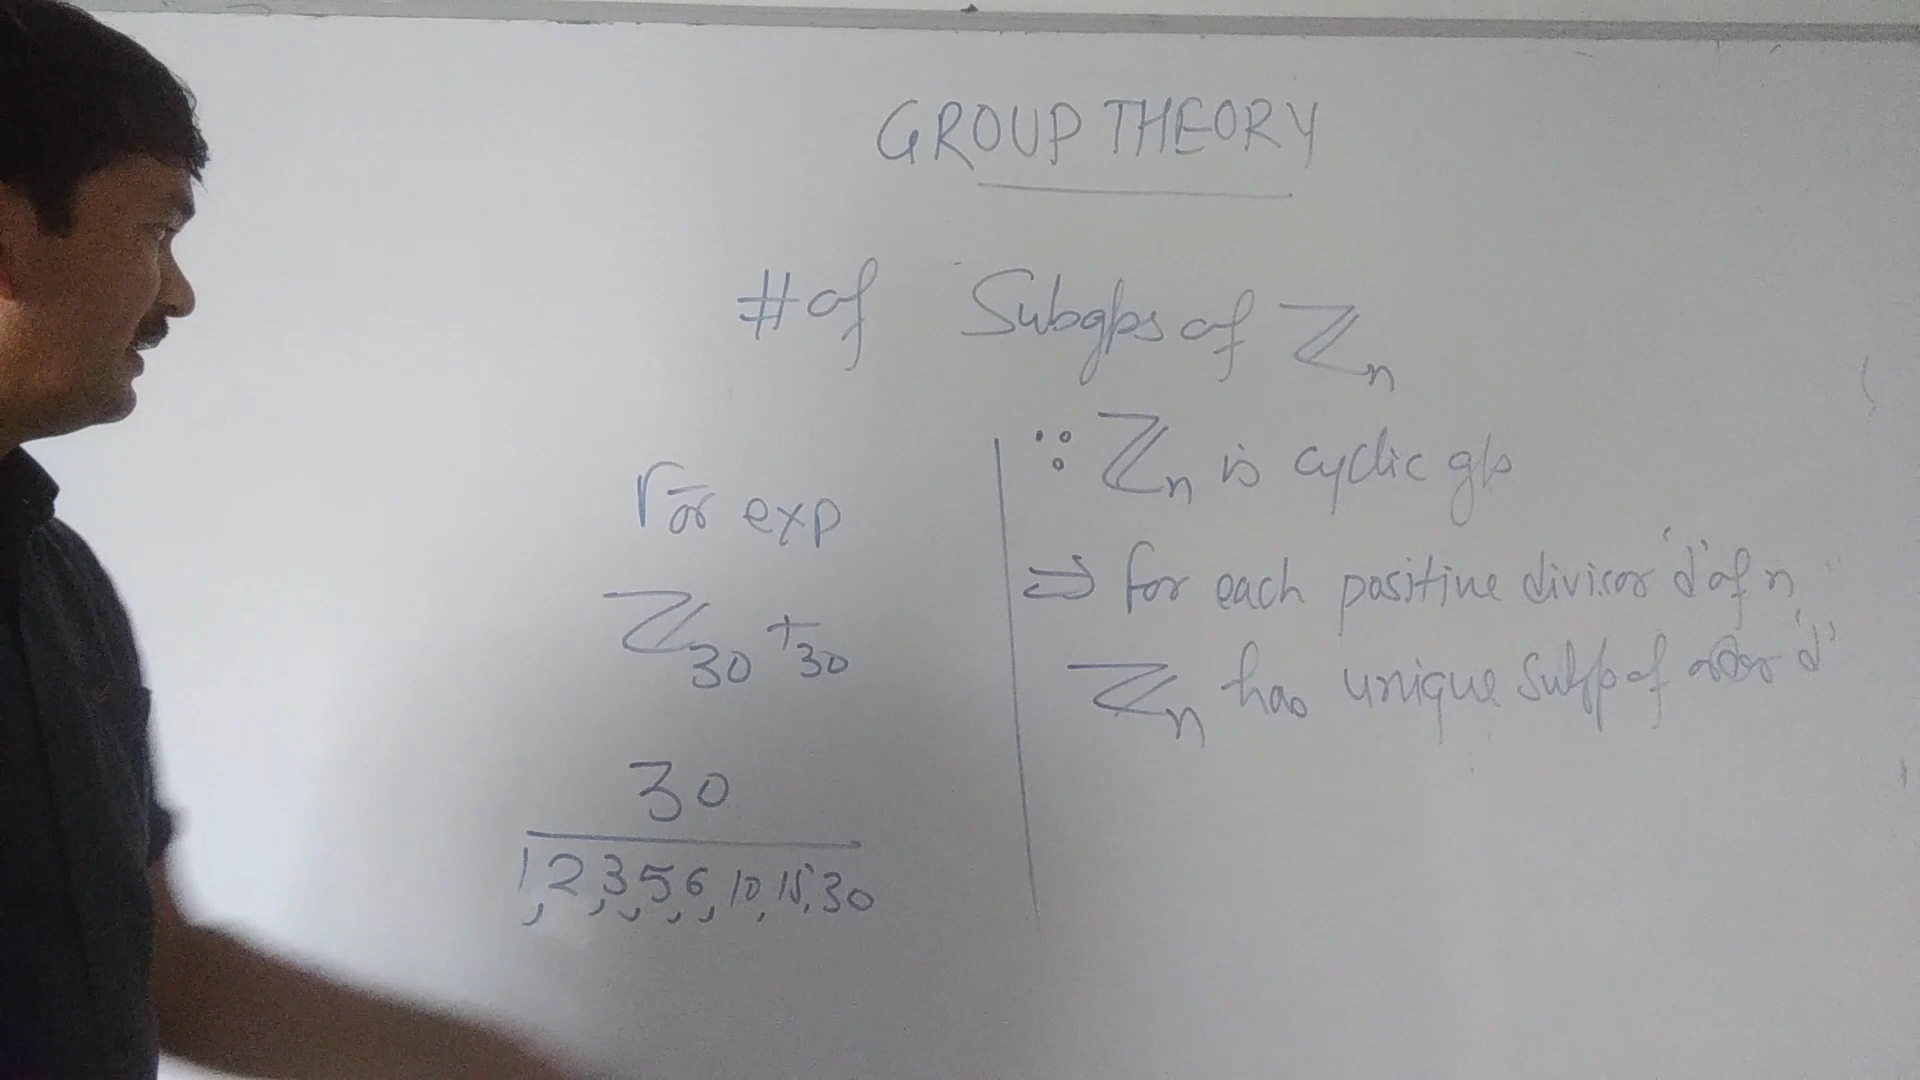 GROUP THEORY
# of Subgps of ℤn
For exp
ℤ30 +30
30
1, 2, 3, 5, 6, 10, 15, 30
∵ ℤn is cyclic gp
⇒ for each positive divisor 'd' of n,
ℤn has unique subgp of order 'd'